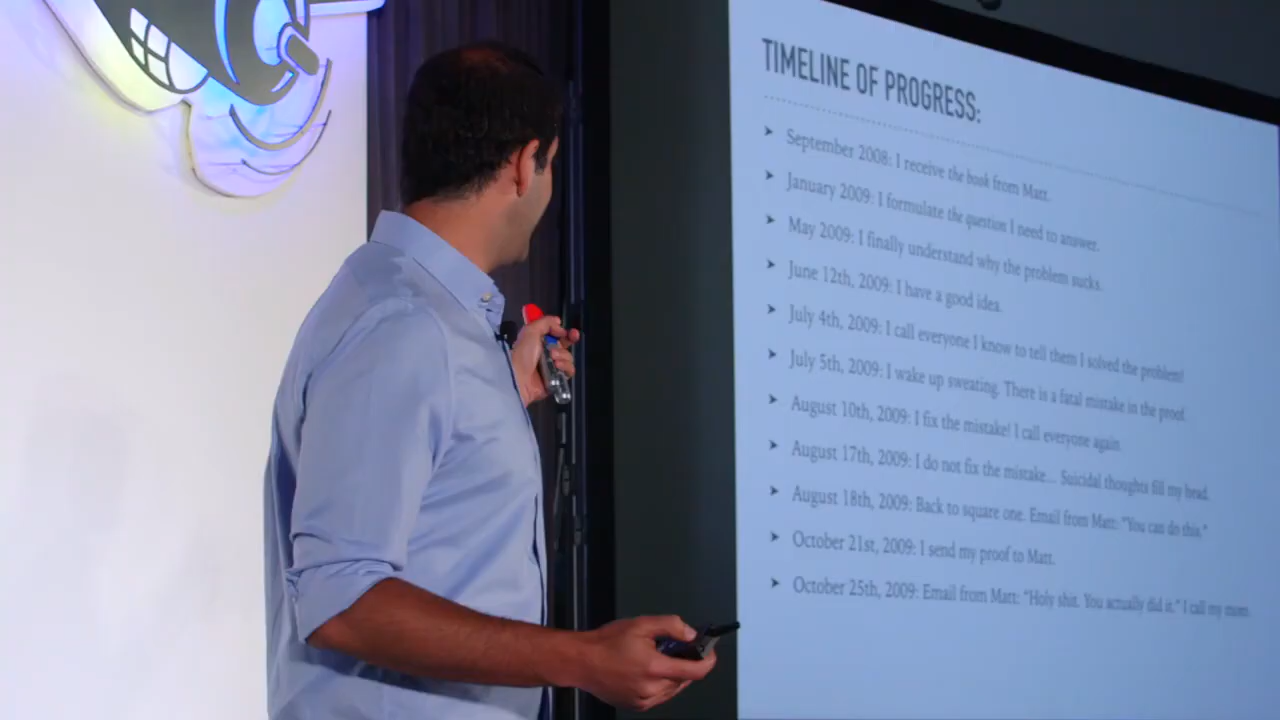 TIMELINE OF PROGRESS:
➤ September 2008: I receive the book from Matt.
➤ January 2009: I formulate the question I need to answer.
➤ May 2009: I finally understand why the problem sucks.
➤ June 12th, 2009: I have a good idea.
➤ July 4th, 2009: I call everyone I know to tell them I solved the problem!
➤ July 5th, 2009: I wake up sweating. There is a fatal mistake in the proof.
➤ August 10th, 2009: I fix the mistake! I call everyone again.
➤ August 17th, 2009: I do not fix the mistake... Suicidal thoughts fill my head.
➤ August 18th, 2009: Back to square one. Email from Matt: "You can do this."
➤ October 21st, 2009: I send my proof to Matt.
➤ October 25th, 2009: Email from Matt: "Holy shit. You actually did it." I call my mom.